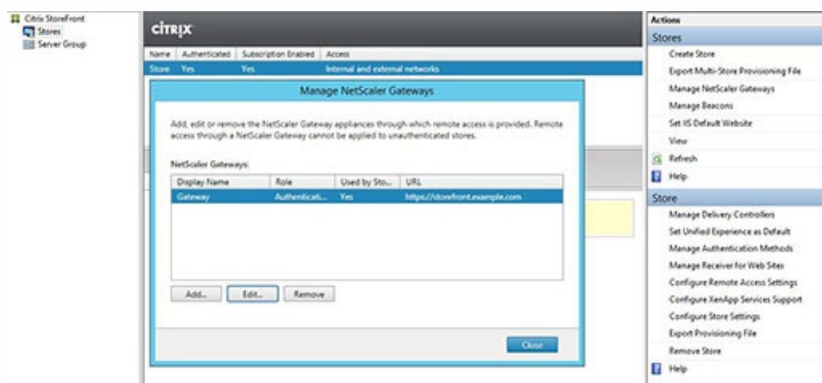 Citrix StoreFront
Stores
Server Group
CITRIX
Name Authenticated Subscription Enabled Access
Store Yes Yes Internal and external networks
Manage NetScaler Gateways
Add, edit or remove the NetScaler Gateway appliances through which remote access is provided. Remote
access through a NetScaler Gateway cannot be applied to unauthenticated stores.
NetScaler Gateways:
Display Name Role Used by Sto... URL
Gateway Authenticati... Yes https://storefront.example.com
Add... Edit... Remove
Close
Actions
Stores
Create Store
Export Multi-Store Provisioning File
Manage NetScaler Gateways
Manage Beacons
Set IIS Default Website
View
Refresh
Help
Store
Manage Delivery Controllers
Set Unified Experience as Default
Manage Authentication Methods
Manage Receiver for Web Sites
Configure Remote Access Settings
Configure XenApp Services Support
Configure Store Settings
Export Provisioning File
Remove Store
Help